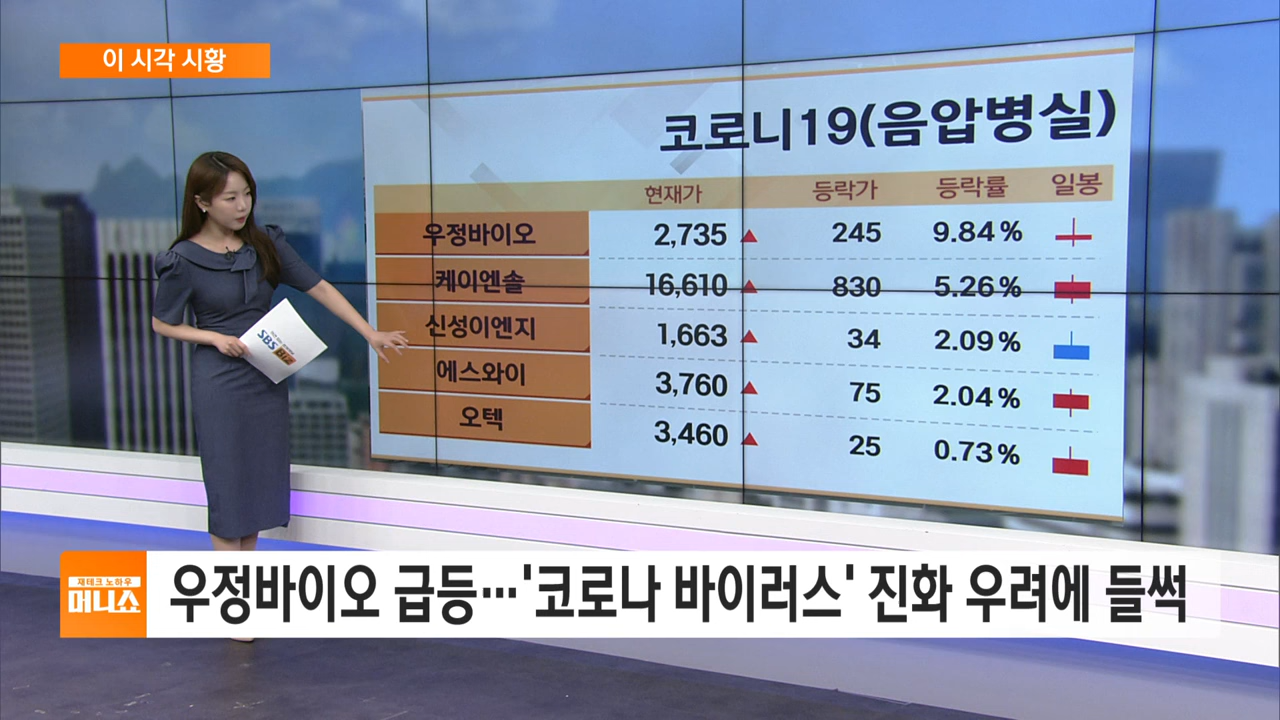 이 시각 시황
코로니19(음압병실)
현재가 등락가 등락률 일봉
우정바이오 2,735 ▲ 245 9.84 %
케이엔솔 16,610 ▲ 830 5.26 %
신성이엔지 1,663 ▲ 34 2.09 %
에스와이 3,760 ▲ 75 2.04 %
오텍 3,460 ▲ 25 0.73 %
SBS Biz
재테크 노하우
머니쇼
우정바이오 급등…'코로나 바이러스' 진화 우려에 들썩